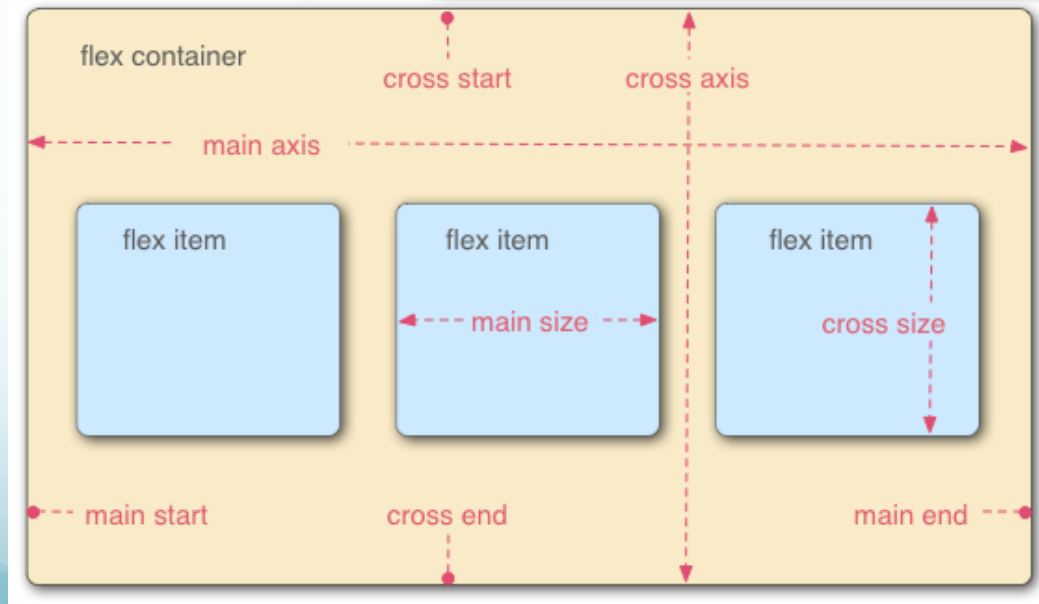 flex container
cross start
cross axis
main axis
flex item
flex item
flex item
main size
cross size
main start
cross end
main end